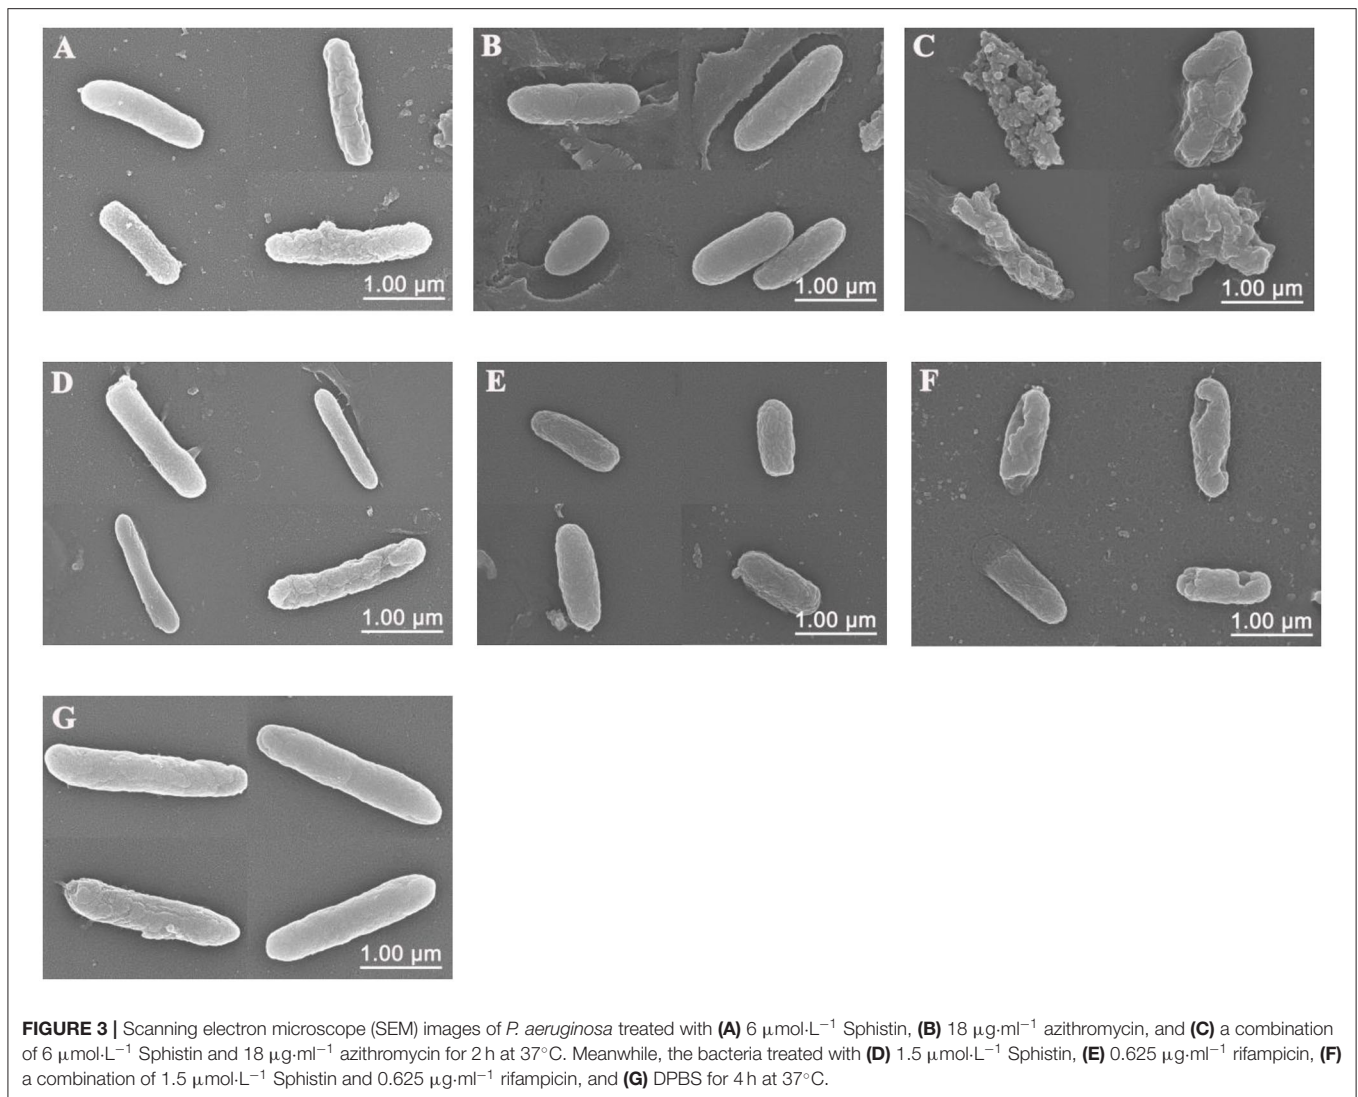 A
B
C
1.00 μm
1.00 μm
1.00 μm
D
E
F
1.00 μm
1.00 μm
1.00 μm
G
1.00 μm
FIGURE 3 | Scanning electron microscope (SEM) images of P. aeruginosa treated with (A) 6 μmol·L⁻¹ Sphistin, (B) 18 μg·ml⁻¹ azithromycin, and (C) a combination
of 6 μmol·L⁻¹ Sphistin and 18 μg·ml⁻¹ azithromycin for 2 h at 37°C. Meanwhile, the bacteria treated with (D) 1.5 μmol·L⁻¹ Sphistin, (E) 0.625 μg·ml⁻¹ rifampicin, (F)
a combination of 1.5 μmol·L⁻¹ Sphistin and 0.625 μg·ml⁻¹ rifampicin, and (G) DPBS for 4 h at 37°C.